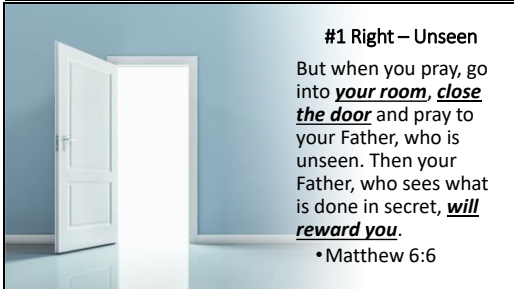 #1 Right – Unseen
But when you pray, go
into your room, close
the door and pray to
your Father, who is
unseen. Then your
Father, who sees what
is done in secret, will
reward you.
•Matthew 6:6